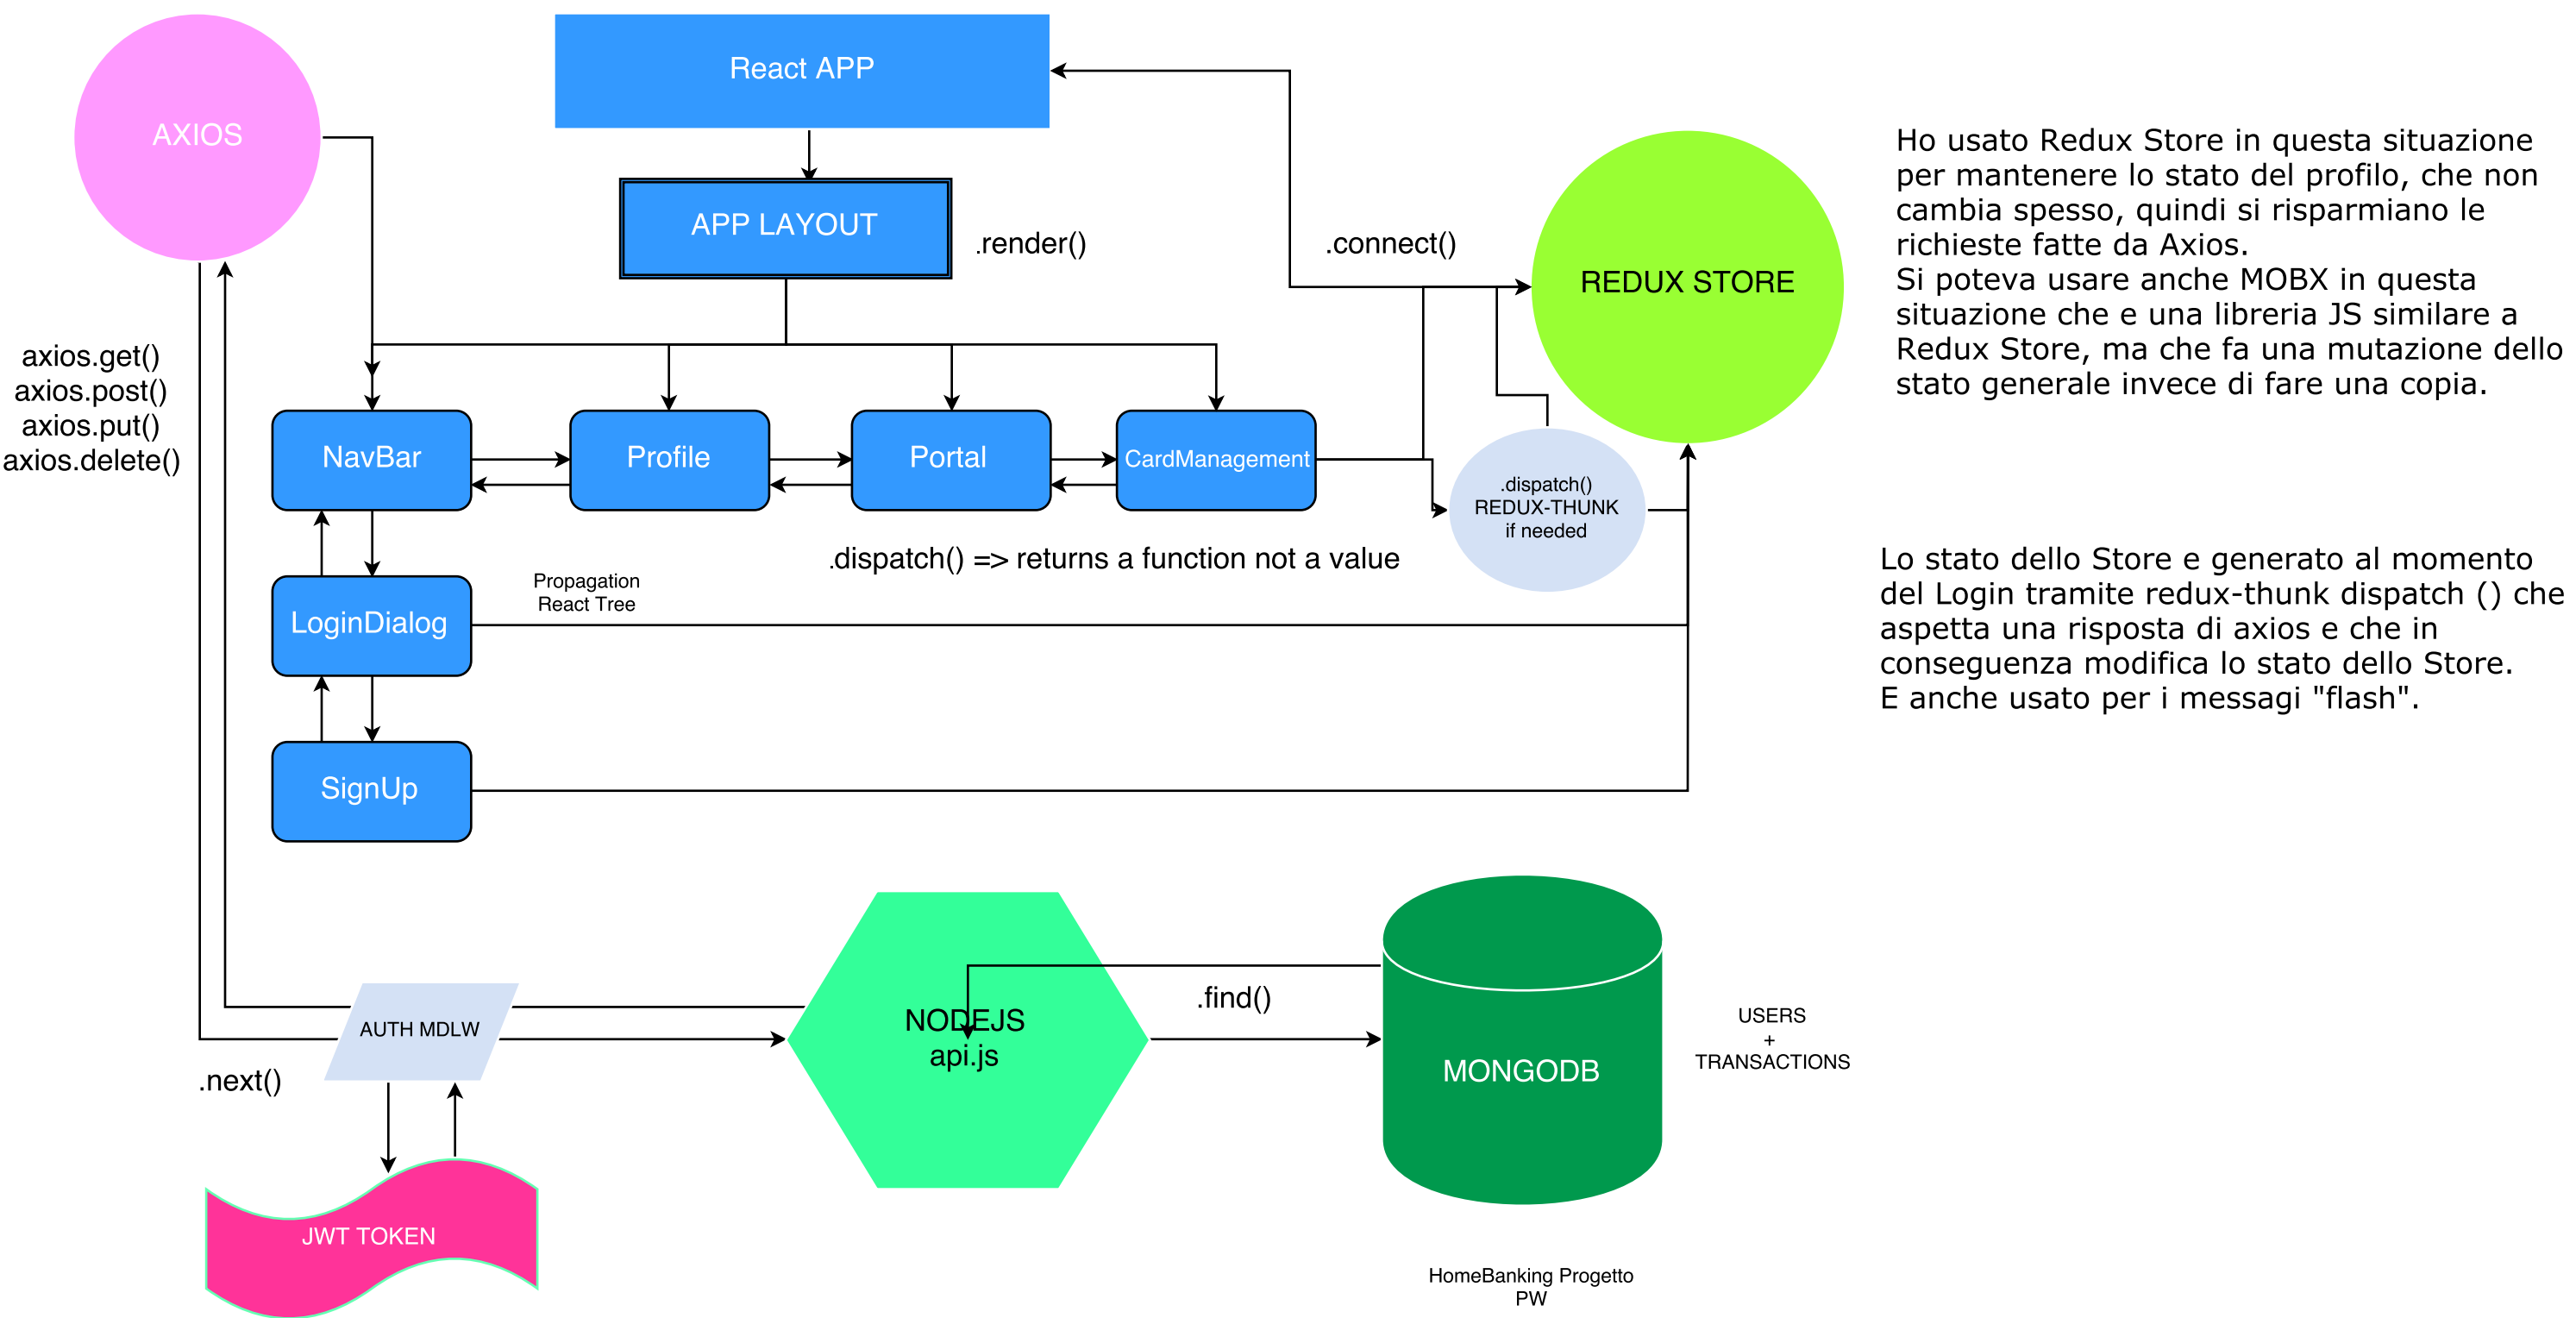 React APP
AXIOS
APP LAYOUT
.render()
.connect()
REDUX STORE
Ho usato Redux Store in questa situazione
per mantenere lo stato del profilo, che non
cambia spesso, quindi si risparmiano le
richieste fatte da Axios.
Si poteva usare anche MOBX in questa
situazione che e una libreria JS similare a
Redux Store, ma che fa una mutazione dello
stato generale invece di fare una copia.
axios.get()
axios.post()
axios.put()
axios.delete()
NavBar
Profile
Portal
CardManagement
.dispatch()
REDUX-THUNK
if needed
.dispatch() => returns a function not a value
Propagation
React Tree
LoginDialog
Lo stato dello Store e generato al momento
del Login tramite redux-thunk dispatch () che
aspetta una risposta di axios e che in
conseguenza modifica lo stato dello Store.
E anche usato per i messagi "flash".
SignUp
AUTH MDLW
.next()
NODEJS
api.js
.find()
MONGODB
USERS
+
TRANSACTIONS
JWT TOKEN
HomeBanking Progetto
PW